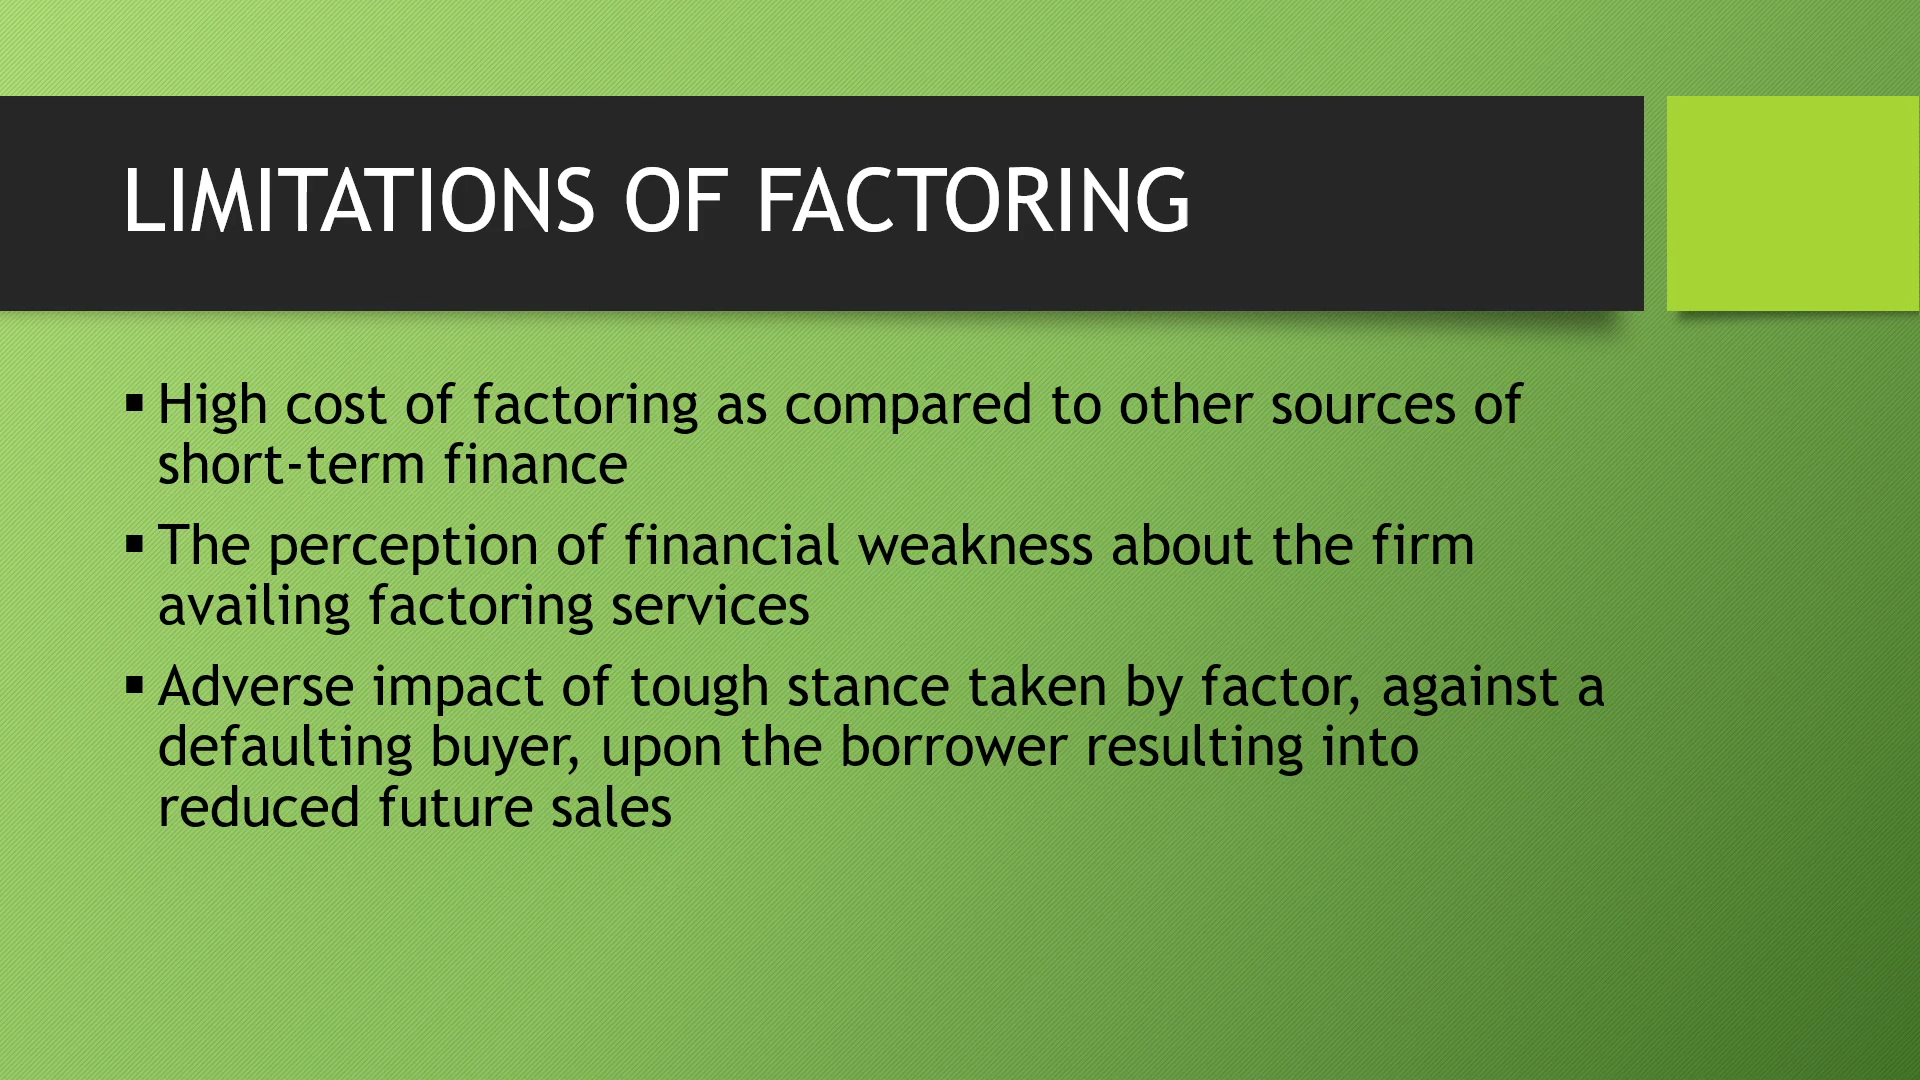 LIMITATIONS OF FACTORING
▪ High cost of factoring as compared to other sources of
short-term finance
▪ The perception of financial weakness about the firm
availing factoring services
▪ Adverse impact of tough stance taken by factor, against a
defaulting buyer, upon the borrower resulting into
reduced future sales